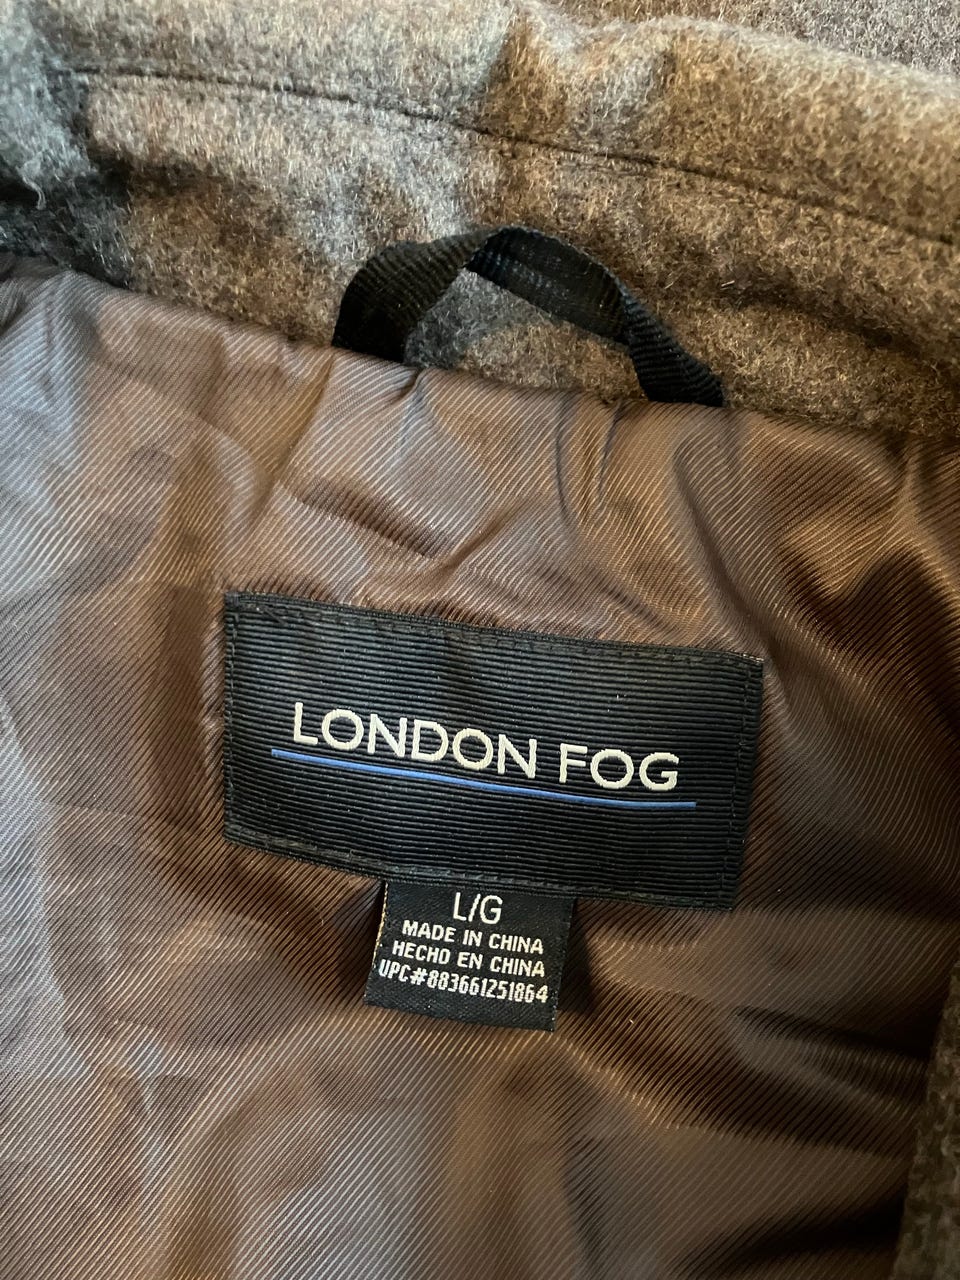 LONDON FOG
L/G
MADE IN CHINA
HECHO EN CHINA
UPC#883661251864